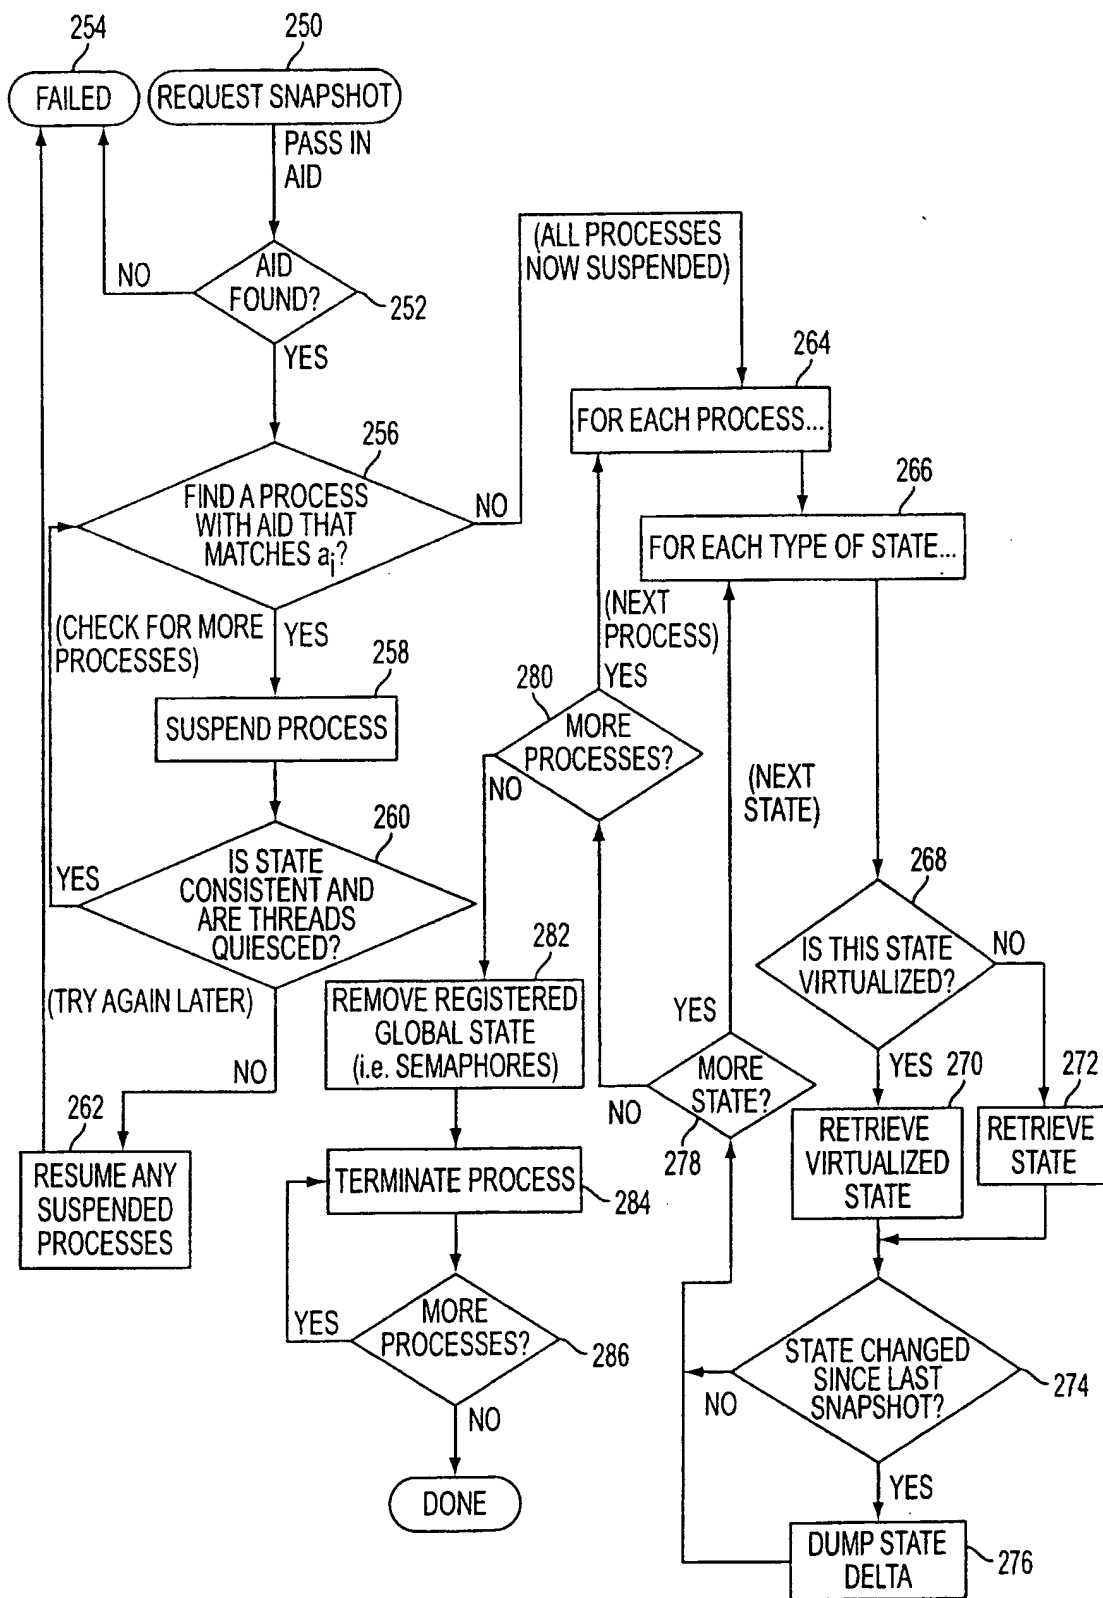 254
250
FAILED
REQUEST SNAPSHOT
PASS IN
AID
NO
AID
FOUND?
252
YES
(ALL PROCESSES
NOW SUSPENDED)
264
FOR EACH PROCESS...
256
FIND A PROCESS
WITH AID THAT
MATCHES ai?
NO
266
FOR EACH TYPE OF STATE...
(CHECK FOR MORE
PROCESSES)
YES
258
SUSPEND PROCESS
(NEXT
PROCESS)
YES
280
MORE
PROCESSES?
NO
(NEXT
STATE)
260
IS STATE
CONSISTENT AND
ARE THREADS
QUIESCED?
YES
(TRY AGAIN LATER)
NO
262
RESUME ANY
SUSPENDED
PROCESSES
268
IS THIS STATE
VIRTUALIZED?
NO
YES
270
RETRIEVE
VIRTUALIZED
STATE
272
RETRIEVE
STATE
282
REMOVE REGISTERED
GLOBAL STATE
(i.e. SEMAPHORES)
YES
MORE
STATE?
NO
278
TERMINATE PROCESS
284
MORE
PROCESSES?
YES
286
NO
DONE
STATE CHANGED
SINCE LAST
SNAPSHOT?
274
NO
YES
DUMP STATE
DELTA
276